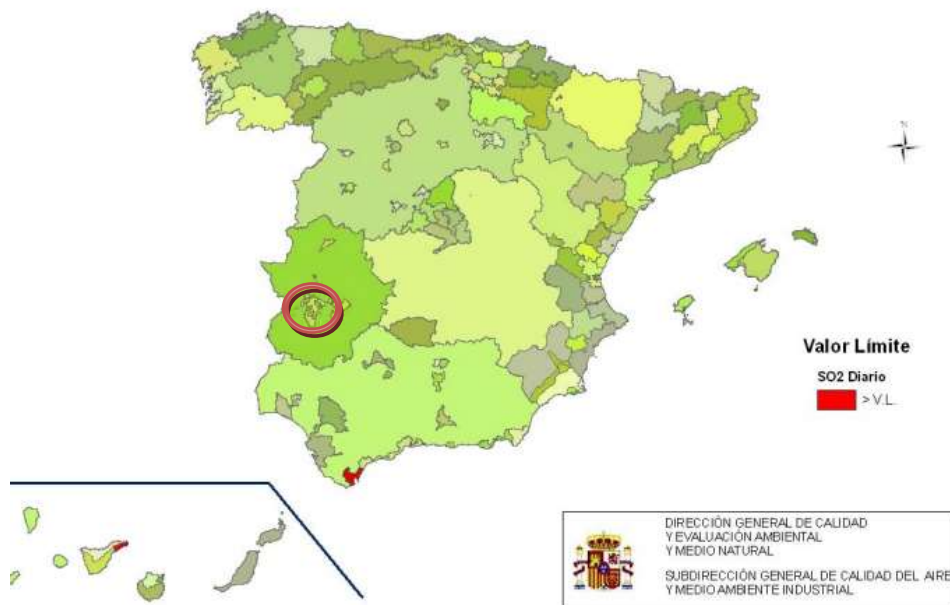 N
Valor Límite
SO2 Diario
> V.L.
DIRECCIÓN GENERAL DE CALIDAD
Y EVALUACIÓN AMBIENTAL
Y MEDIO NATURAL
SUBDIRECCIÓN GENERAL DE CALIDAD DEL AIRE
Y MEDIO AMBIENTE INDUSTRIAL